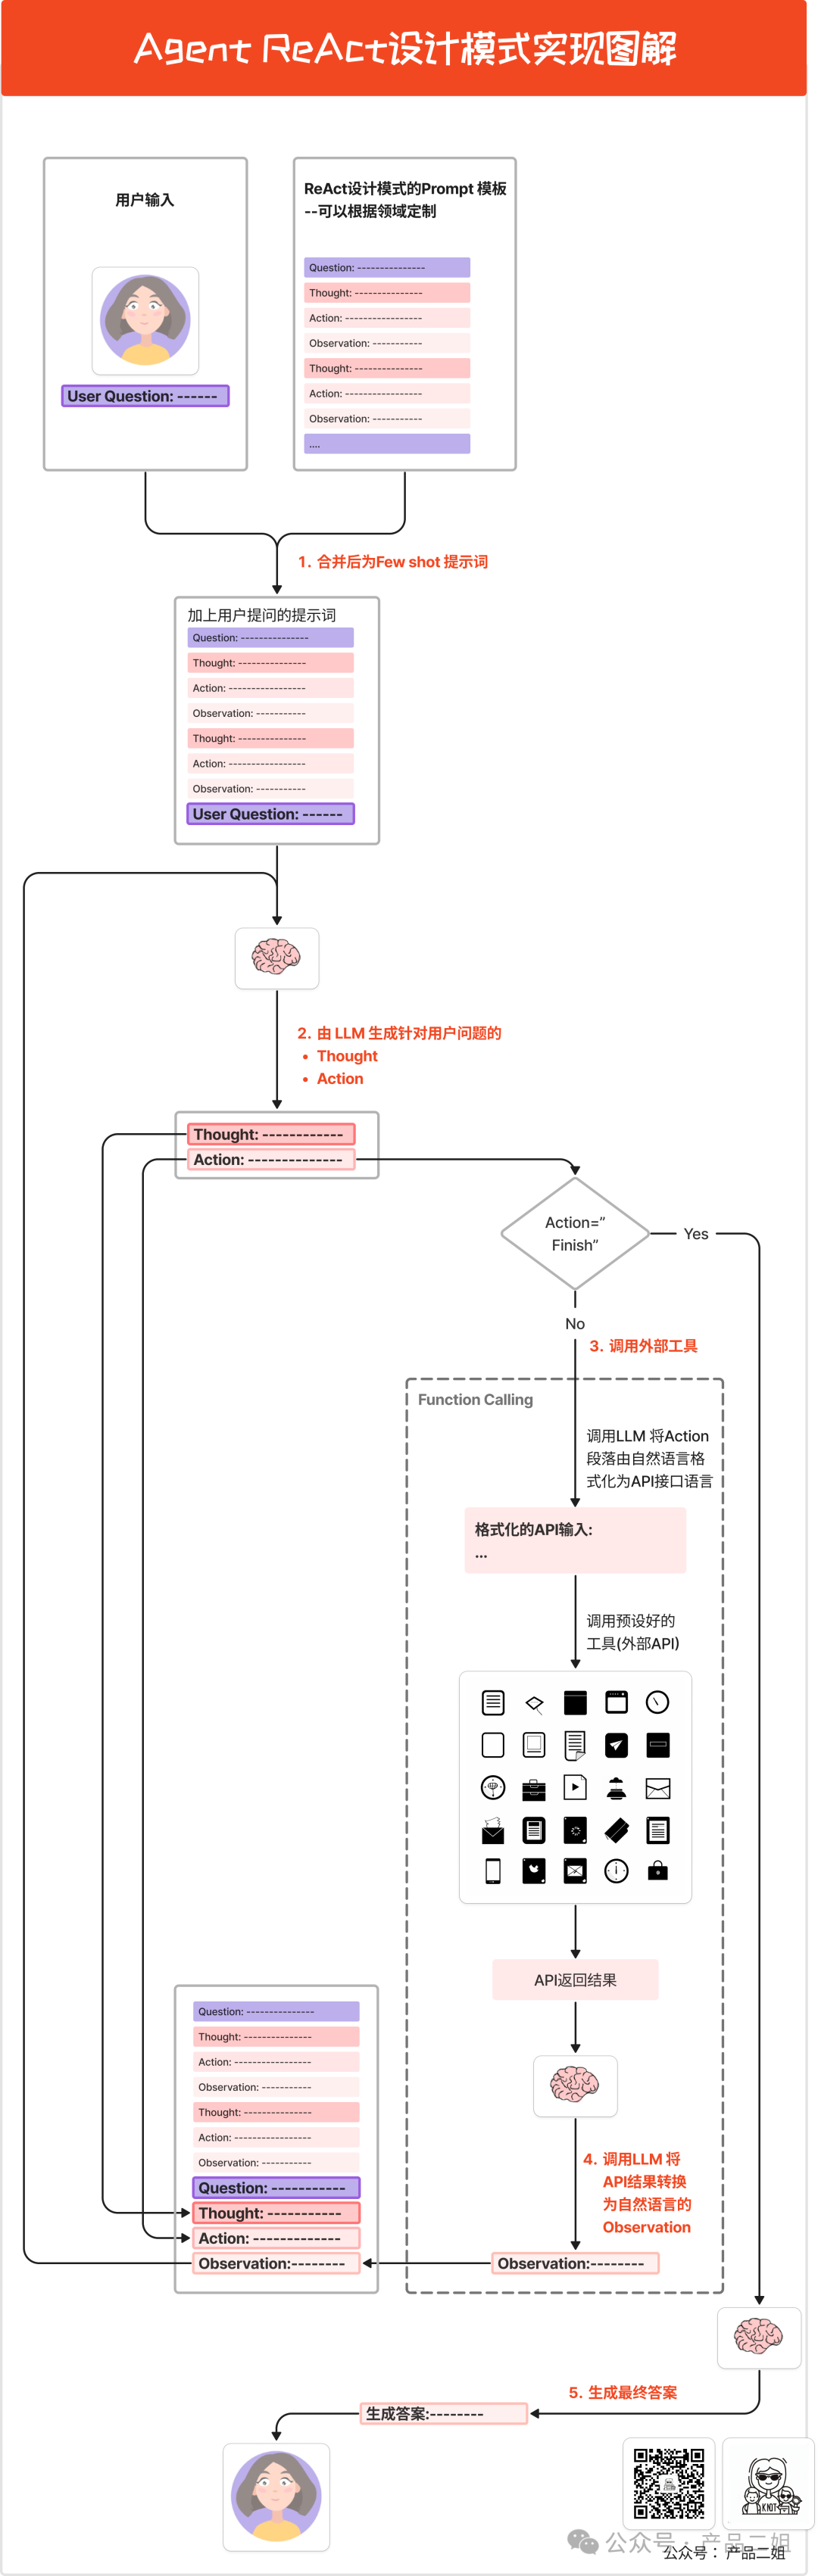 Agent ReAct设计模式实现图解
用户输入
User Question: ------
ReAct设计模式的Prompt 模板
--可以根据领域定制
Question: ---------------
Thought: ---------------
Action: -----------------
Observation: -----------
Thought: ---------------
Action: -----------------
Observation: -----------
....
1. 合并后为Few shot 提示词
加上用户提问的提示词
Question: ---------------
Thought: ---------------
Action: -----------------
Observation: -----------
Thought: ---------------
Action: -----------------
Observation: -----------
User Question: ------
2. 由 LLM 生成针对用户问题的
• Thought
• Action
Thought: ------------
Action: --------------
Action=”
Finish”
Yes
No
3. 调用外部工具
Function Calling
调用LLM 将Action
段落由自然语言格
式化为API接口语言
格式化的API输入:
...
调用预设好的
工具(外部API)
API返回结果
4. 调用LLM 将
API结果转换
为自然语言的
Observation
Observation:--------
Question: ---------------
Thought: ---------------
Action: -----------------
Observation: -----------
Thought: ---------------
Action: -----------------
Observation: -----------
Question: -----------
Thought: -----------
Action: -------------
Observation:--------
5. 生成最终答案
生成答案:--------
KNOT
公众号 · 产品二姐
公众号： 产品二姐